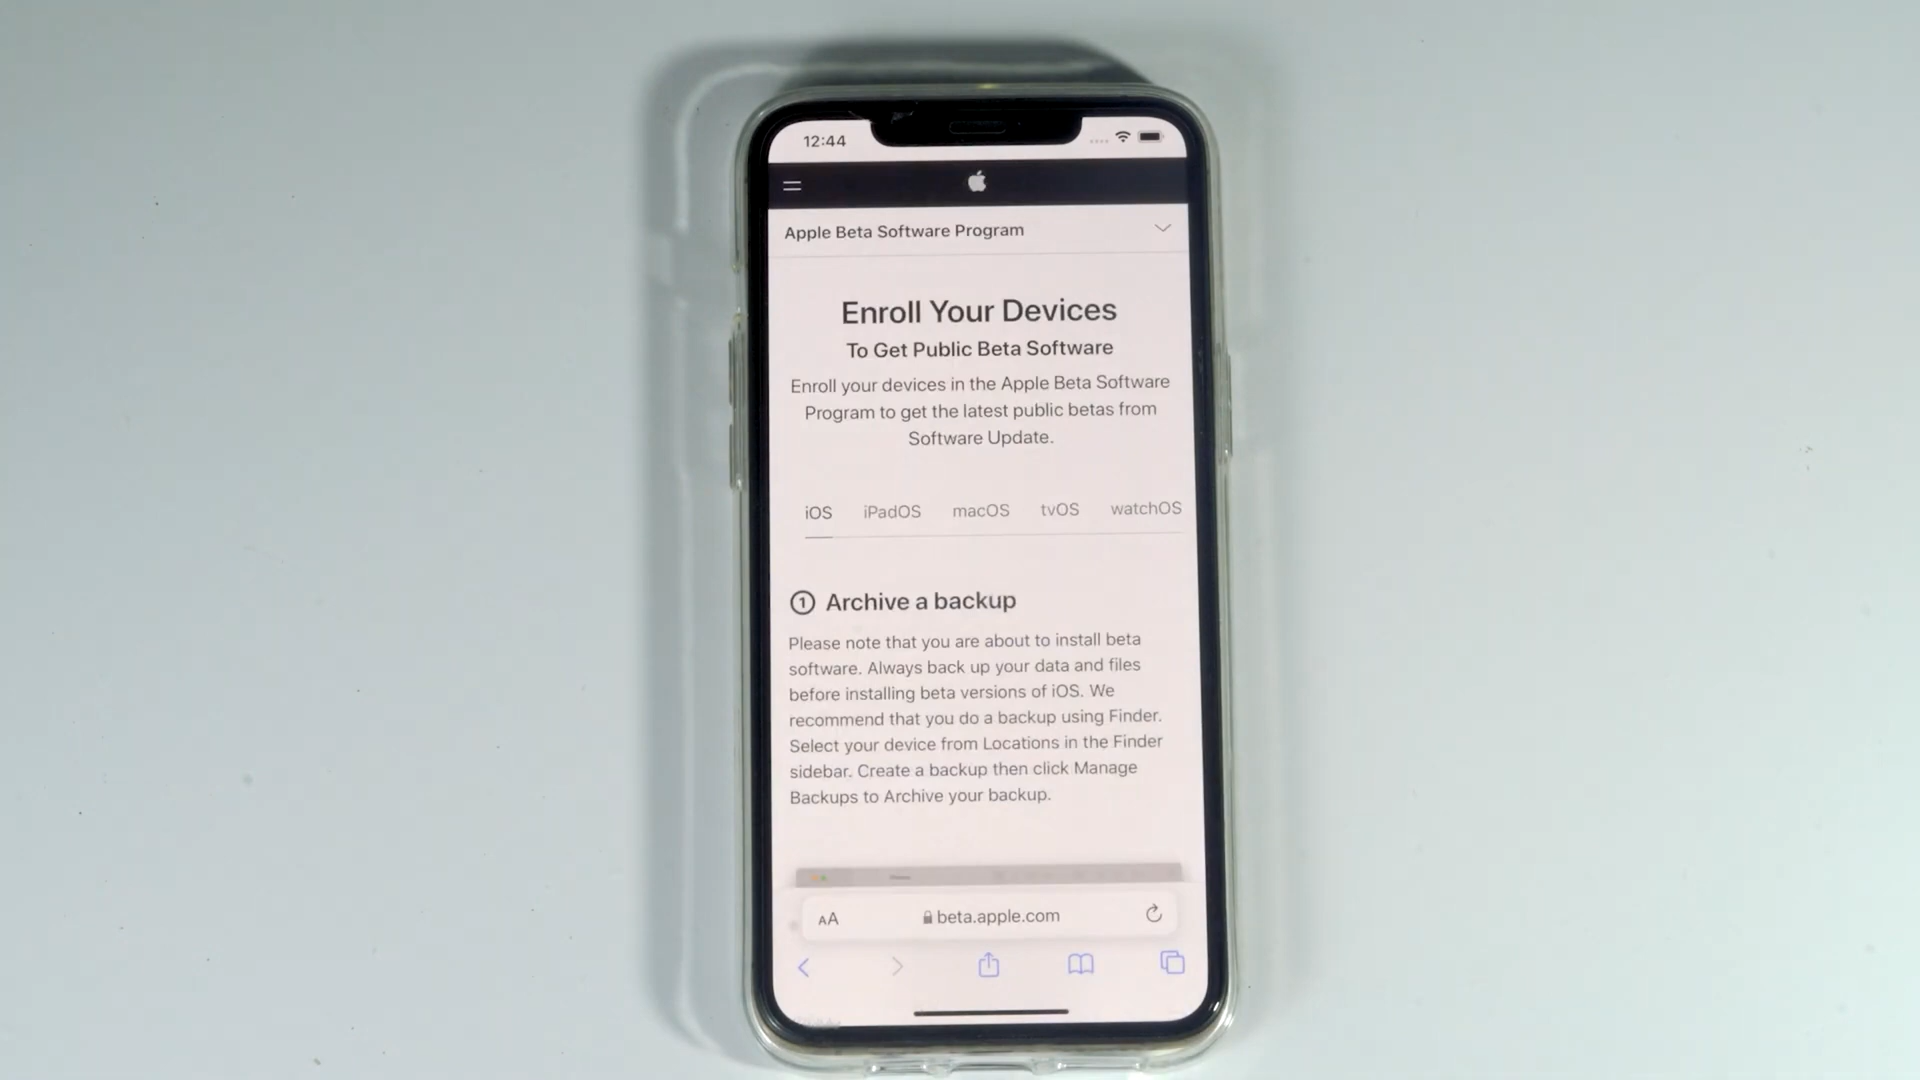 12:44
Apple Beta Software Program
Enroll Your Devices
To Get Public Beta Software
Enroll your devices in the Apple Beta Software
Program to get the latest public betas from
Software Update.
iOS iPadOS macOS tvOS watchOS
1 Archive a backup
Please note that you are about to install beta
software. Always back up your data and files
before installing beta versions of iOS. We
recommend that you do a backup using Finder.
Select your device from Locations in the Finder
sidebar. Create a backup then click Manage
Backups to Archive your backup.
AA beta.apple.com